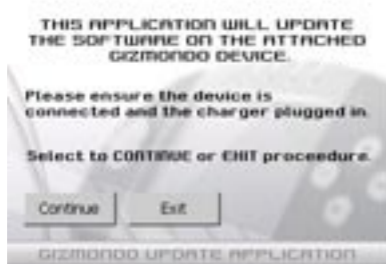 THIS APPLICATION WILL UPDATE
THE SOFTWARE ON THE ATTACHED
GIZMONDO DEVICE.
Please ensure the device is
connected and the charger plugged in.
Select to CONTINUE or EXIT proceedure.
Continue Exit
GIZMONDO UPDATE APPLICATION